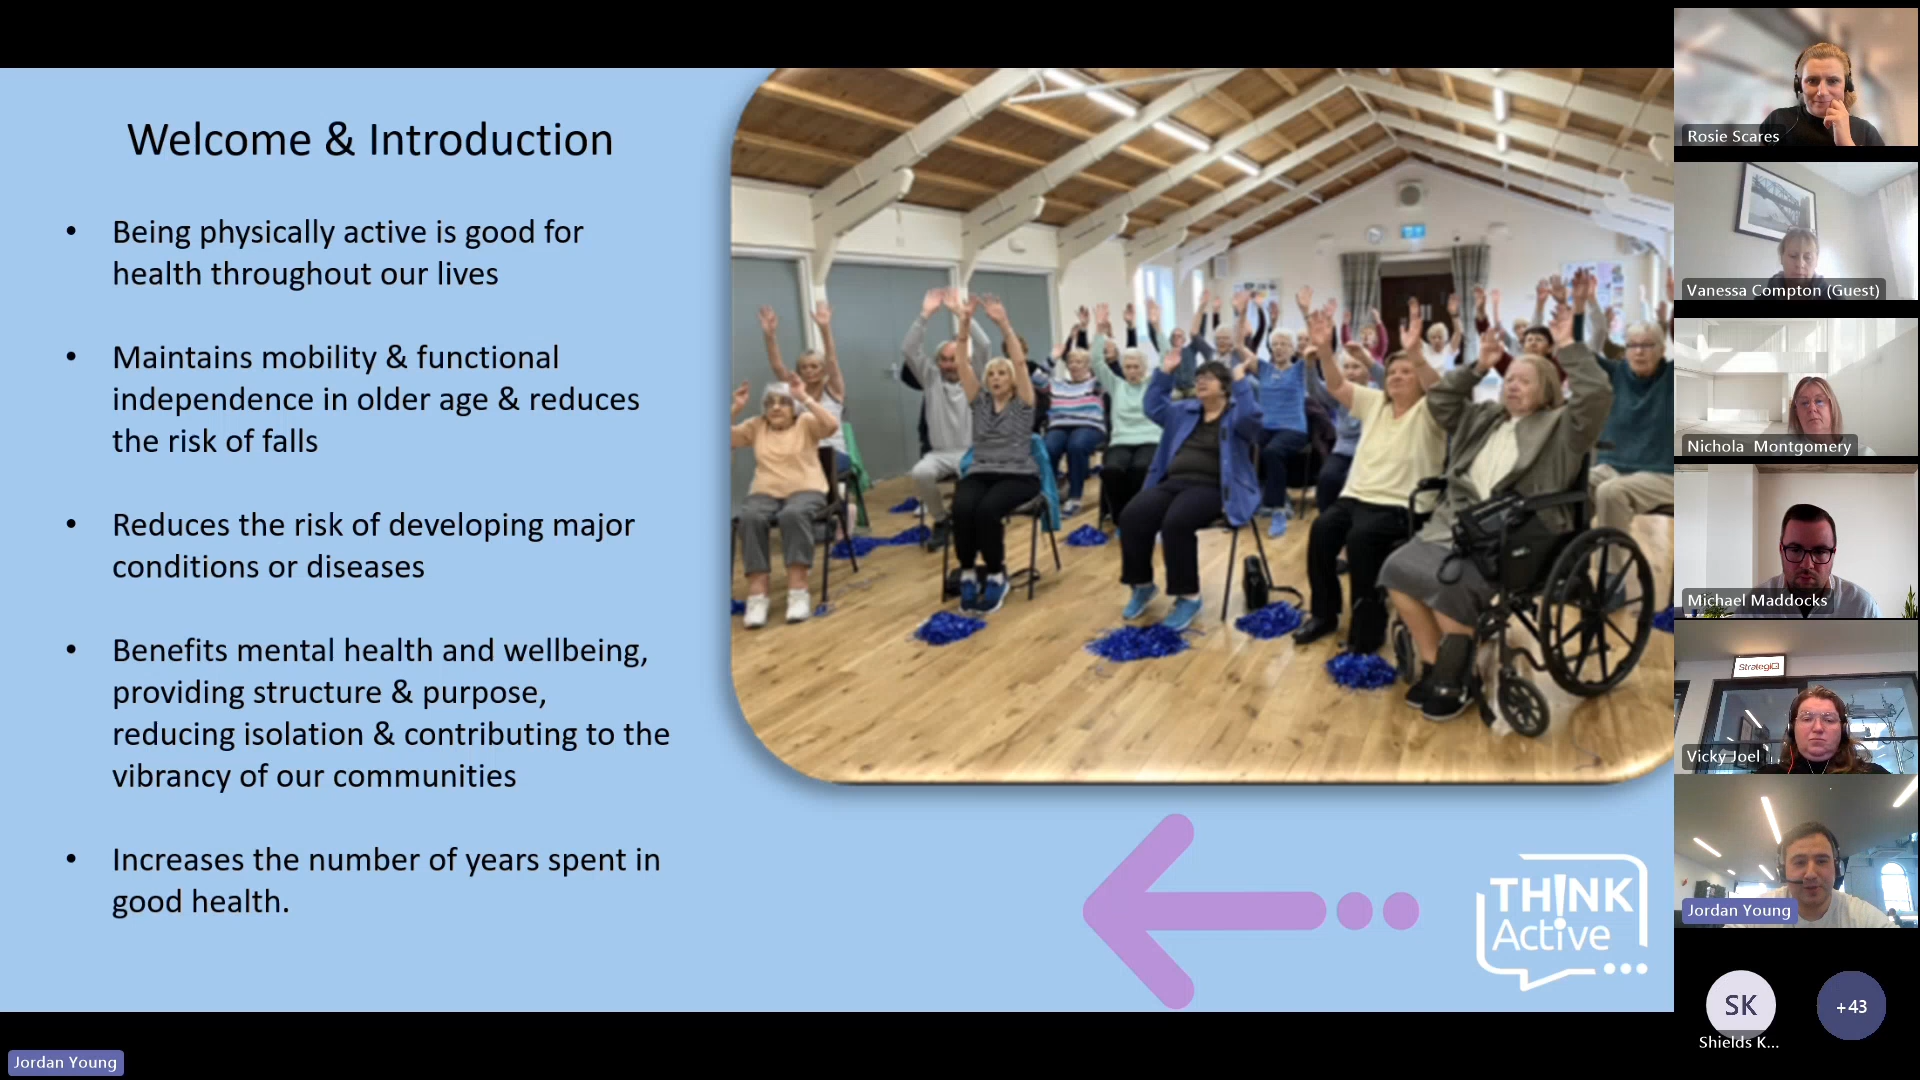 Welcome & Introduction
• Being physically active is good for
health throughout our lives
• Maintains mobility & functional
independence in older age & reduces
the risk of falls
• Reduces the risk of developing major
conditions or diseases
• Benefits mental health and wellbeing,
providing structure & purpose,
reducing isolation & contributing to the
vibrancy of our communities
• Increases the number of years spent in
good health.
TH!NK
Active
Rosie Scares
Vanessa Compton (Guest)
Nichola Montgomery
Michael Maddocks
StrategiQ
Vicky Joel
Jordan Young
SK
+43
Shields K...
Jordan Young